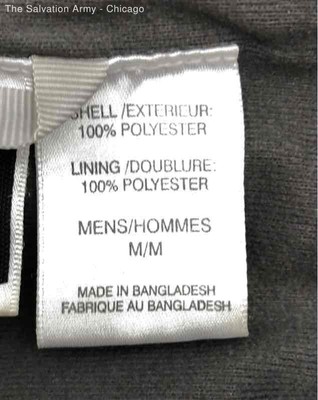 The Salvation Army - Chicago
SHELL /EXTERIEUR:
100% POLYESTER
LINING /DOUBLURE:
100% POLYESTER
MENS/HOMMES
M/M
MADE IN BANGLADESH
FABRIQUE AU BANGLADESH